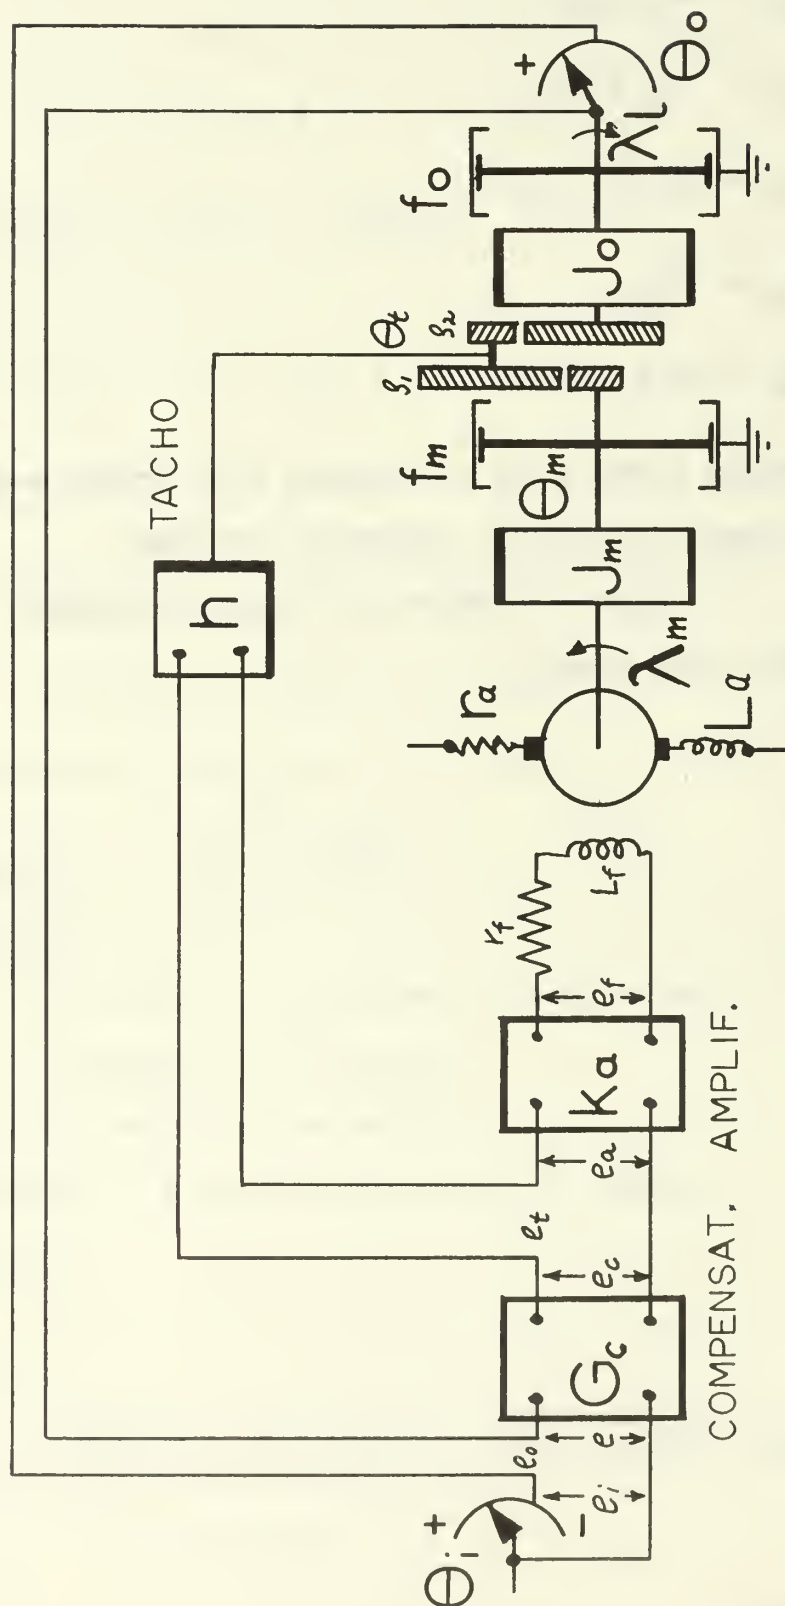 θi
+
−
ei
eo
e
Gc
COMPENSAT.
ec
et
ea
Ka
AMPLIF.
ef
rf
Lf
ra
La
λm
Jm
θm
fm
h
TACHO
θt
Jo
fo
λl
θo
+